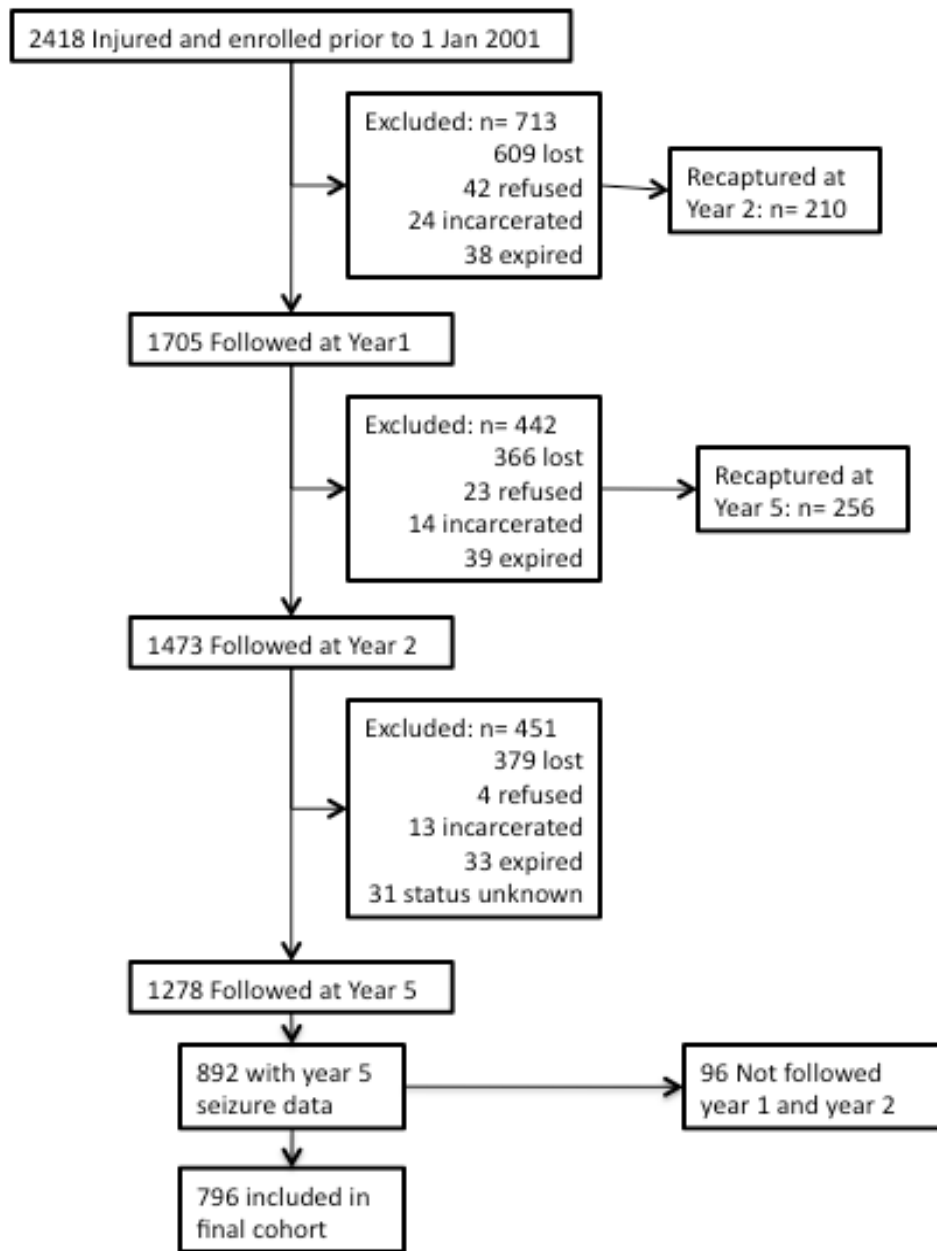 2418 Injured and enrolled prior to 1 Jan 2001
Excluded: n= 713
609 lost
42 refused
24 incarcerated
38 expired
Recaptured at
Year 2: n= 210
1705 Followed at Year1
Excluded: n= 442
366 lost
23 refused
14 incarcerated
39 expired
Recaptured at
Year 5: n= 256
1473 Followed at Year 2
Excluded: n= 451
379 lost
4 refused
13 incarcerated
33 expired
31 status unknown
1278 Followed at Year 5
892 with year 5
seizure data
96 Not followed
year 1 and year 2
796 included in
final cohort